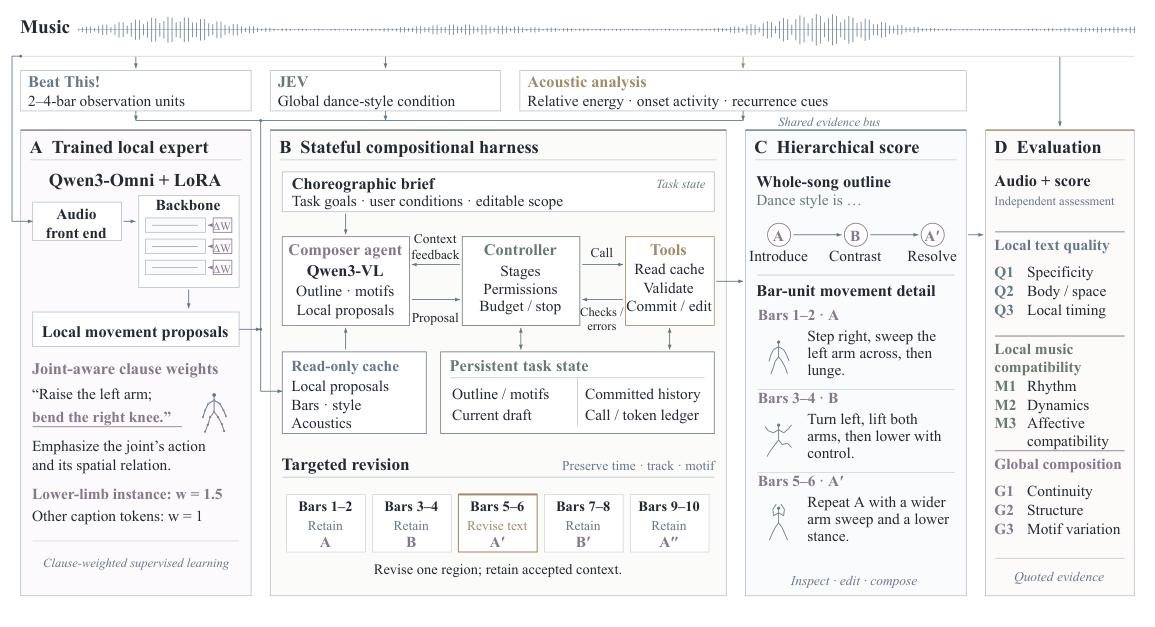 Music
Beat This!
2–4-bar observation units
JEV
Global dance-style condition
Acoustic analysis
Relative energy · onset activity · recurrence cues
Shared evidence bus
A Trained local expert
Qwen3-Omni + LoRA
Audio
front end
Backbone
ΔW
ΔW
ΔW
Local movement proposals
Joint-aware clause weights
“Raise the left arm;
bend the right knee.”
Emphasize the joint’s action
and its spatial relation.
Lower-limb instance: w = 1.5
Other caption tokens: w = 1
Clause-weighted supervised learning
B Stateful compositional harness
Choreographic brief
Task state
Task goals · user conditions · editable scope
Composer agent
Qwen3-VL
Outline · motifs
Local proposals
Context
feedback
Proposal
Controller
Stages
Permissions
Budget / stop
Call
Checks /
errors
Tools
Read cache
Validate
Commit / edit
Read-only cache
Local proposals
Bars · style
Acoustics
Persistent task state
Outline / motifs
Current draft
Committed history
Call / token ledger
Targeted revision
Preserve time · track · motif
Bars 1–2
Retain
A
Bars 3–4
Retain
B
Bars 5–6
Revise text
A′
Bars 7–8
Retain
B′
Bars 9–10
Retain
A″
Revise one region; retain accepted context.
C Hierarchical score
Whole-song outline
Dance style is …
A
B
A′
Introduce
Contrast
Resolve
Bar-unit movement detail
Bars 1–2 · A
Step right, sweep the
left arm across, then
lunge.
Bars 3–4 · B
Turn left, lift both
arms, then lower with
control.
Bars 5–6 · A′
Repeat A with a wider
arm sweep and a lower
stance.
Inspect · edit · compose
D Evaluation
Audio + score
Independent assessment
Local text quality
Q1 Specificity
Q2 Body / space
Q3 Local timing
Local music
compatibility
M1 Rhythm
M2 Dynamics
M3 Affective
compatibility
Global composition
G1 Continuity
G2 Structure
G3 Motif variation
Quoted evidence